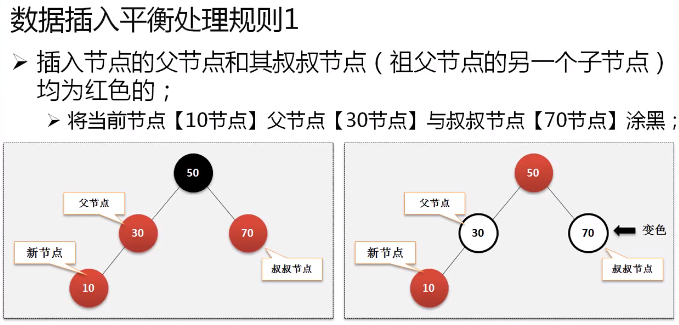 数据插入平衡处理规则1
插入节点的父节点和其叔叔节点（祖父节点的另一个子节点）
均为红色的；
将当前节点【10节点】父节点【30节点】与叔叔节点【70节点】涂黑；
50
父节点
30
70
新节点
叔叔节点
10
50
父节点
30
70
变色
新节点
叔叔节点
10